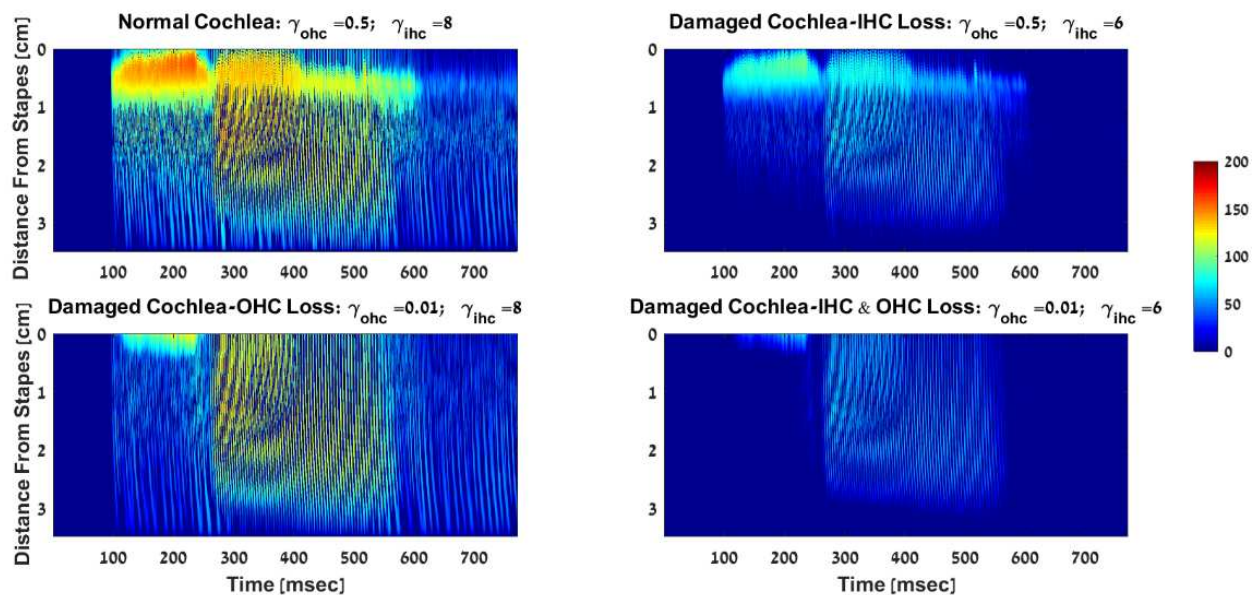 Normal Cochlea: γohc =0.5; γihc =8
Distance From Stapes [cm]
0
1
2
3
100 200 300 400 500 600 700
Damaged Cochlea-IHC Loss: γohc =0.5; γihc =6
0
1
2
3
100 200 300 400 500 600 700
Damaged Cochlea-OHC Loss: γohc =0.01; γihc =8
Distance From Stapes [cm]
0
1
2
3
100 200 300 400 500 600 700
Time [msec]
Damaged Cochlea-IHC & OHC Loss: γohc =0.01; γihc =6
0
1
2
3
100 200 300 400 500 600 700
Time [msec]
200
150
100
50
0